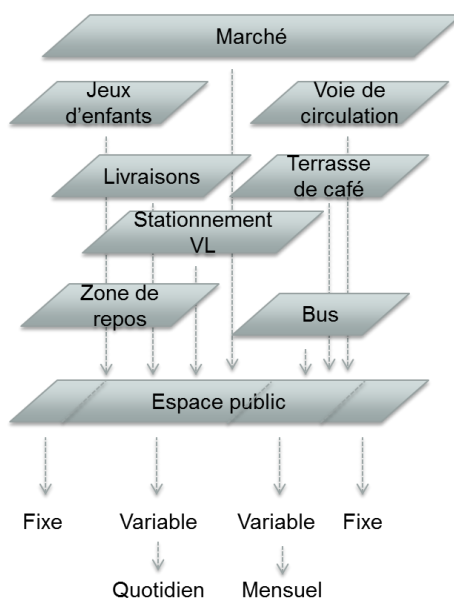 Marché
Jeux
d'enfants
Voie de
circulation
Livraisons
Terrasse
de café
Stationnement
VL
Zone de
repos
Bus
Espace public
Fixe
Variable
Variable
Fixe
Quotidien
Mensuel